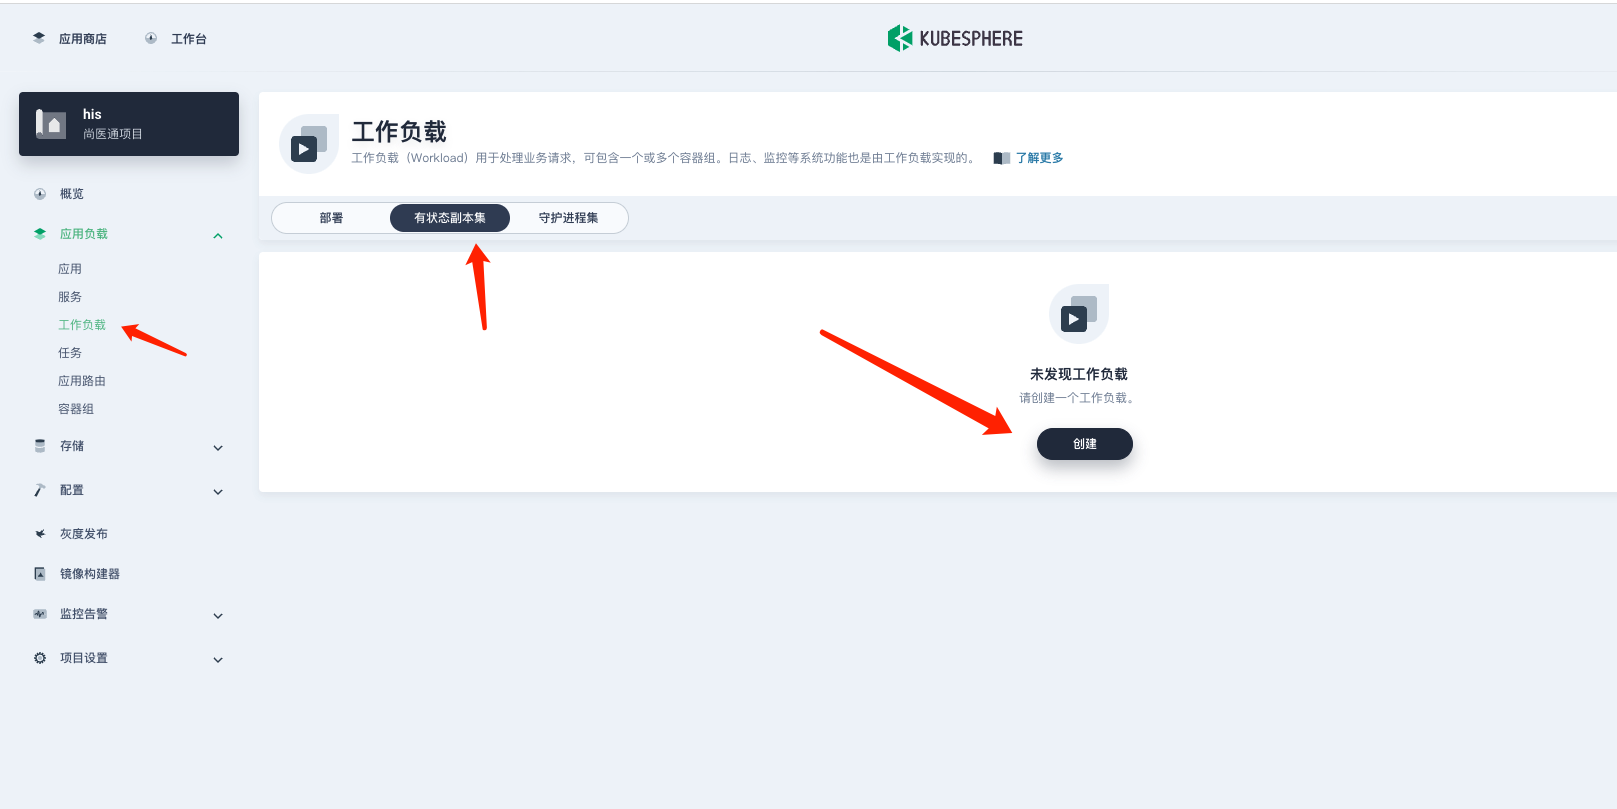 应用商店
工作台
KUBESPHERE
his
尚医通项目
概览
应用负载
应用
服务
工作负载
任务
应用路由
容器组
存储
配置
灰度发布
镜像构建器
监控告警
项目设置
工作负载
工作负载（Workload）用于处理业务请求，可包含一个或多个容器组。日志、监控等系统功能也是由工作负载实现的。 了解更多
部署
有状态副本集
守护进程集
未发现工作负载
请创建一个工作负载。
创建